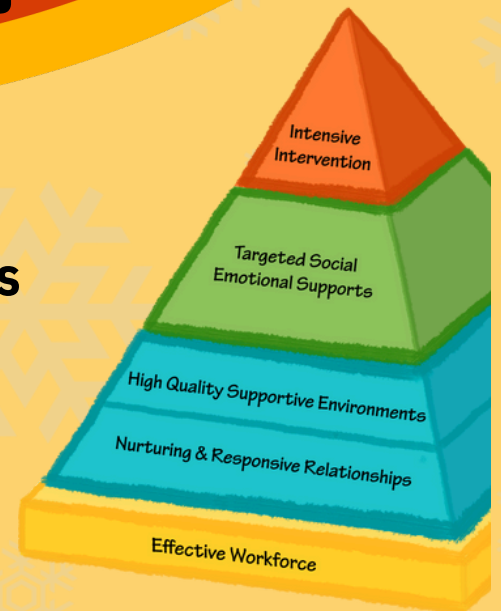 s
Intensive
Intervention
Targeted Social
Emotional Supports
High Quality Supportive Environments
Nurturing & Responsive Relationships
Effective Workforce